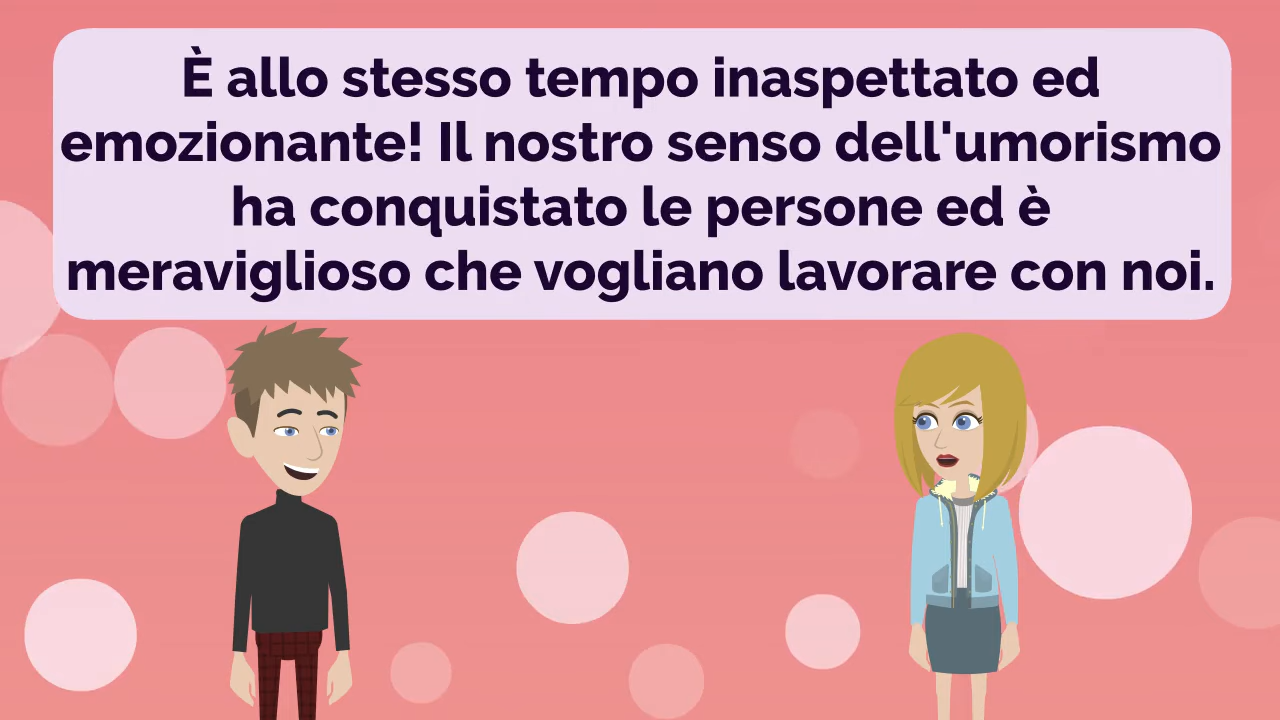 È allo stesso tempo inaspettato ed
emozionante! Il nostro senso dell'umorismo
ha conquistato le persone ed è
meraviglioso che vogliano lavorare con noi.